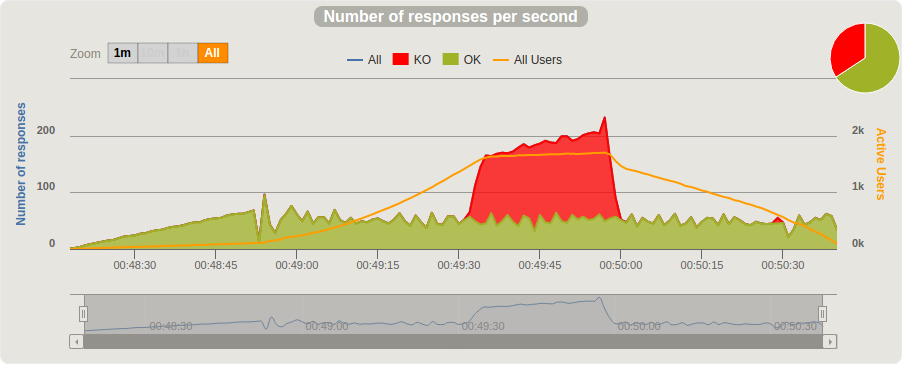 Number of responses per second
Zoom 1m 10m 1h All
All KO OK All Users
Number of responses
200
100
0
2k
1k
0k
Active Users
00:48:30 00:48:45 00:49:00 00:49:15 00:49:30 00:49:45 00:50:00 00:50:15 00:50:30
00:48:30 00:49:00 00:49:30 00:50:00 00:50:30